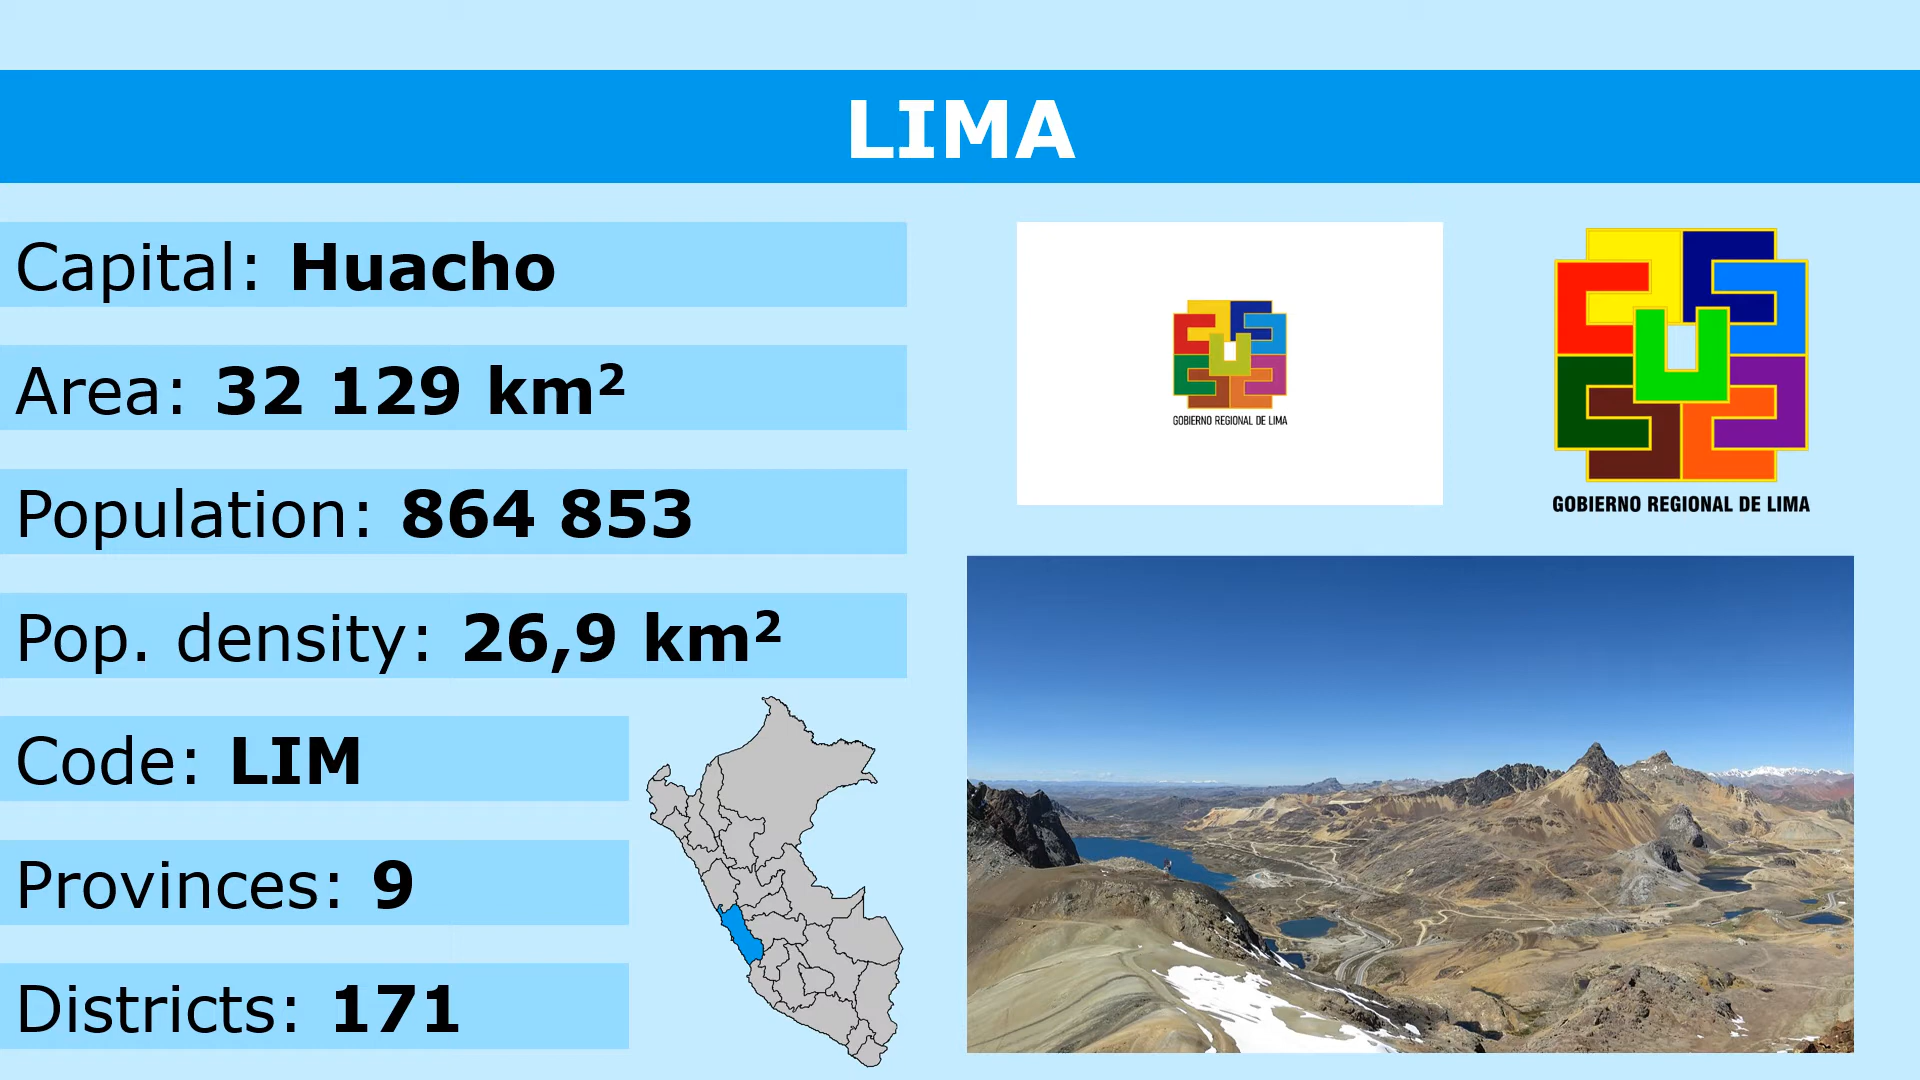 LIMA
Capital: Huacho
Area: 32 129 km²
Population: 864 853
Pop. density: 26,9 km²
Code: LIM
Provinces: 9
Districts: 171
GOBIERNO REGIONAL DE LIMA
GOBIERNO REGIONAL DE LIMA